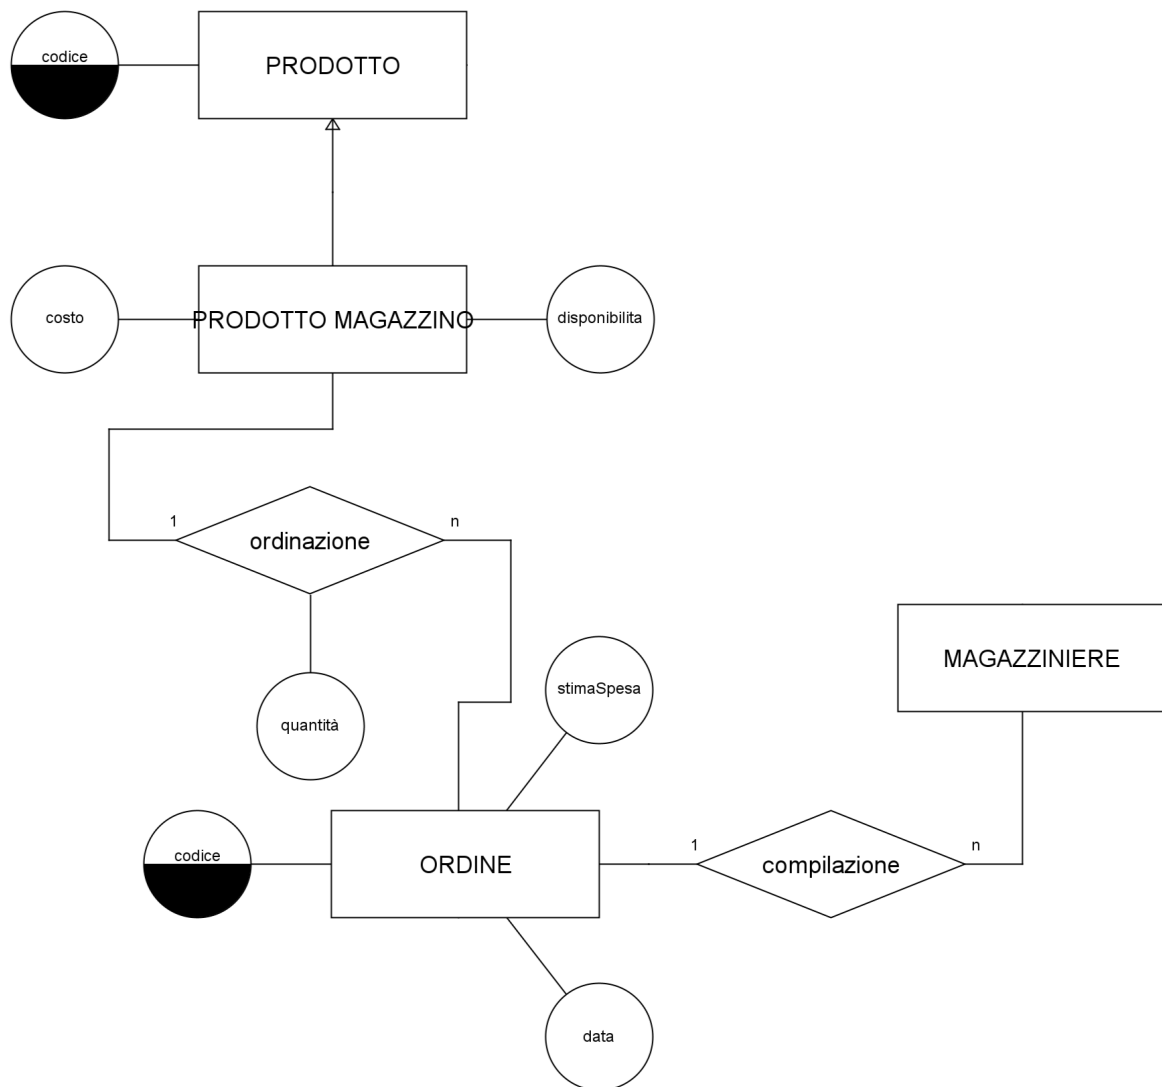 codice
PRODOTTO
costo
PRODOTTO MAGAZZINO
disponibilita
1
n
ordinazione
quantità
stimaSpesa
MAGAZZINIERE
codice
ORDINE
1
n
compilazione
data